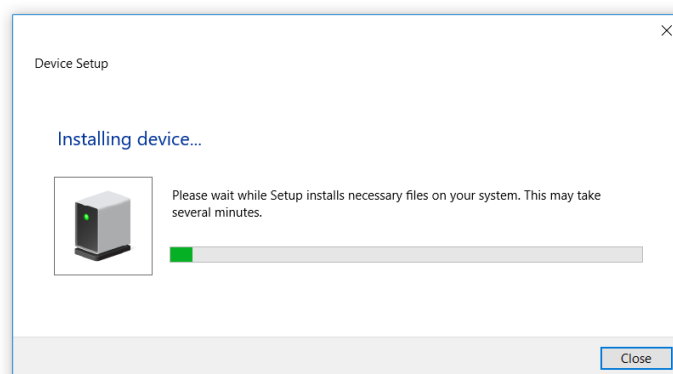 Device Setup
Installing device...
Please wait while Setup installs necessary files on your system. This may take
several minutes.
Close